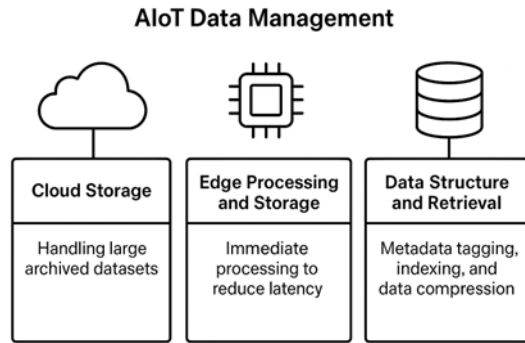 AIoT Data Management
Cloud Storage
Handling large
archived datasets
Edge Processing
and Storage
Immediate
processing to
reduce latency
Data Structure
and Retrieval
Metadata tagging,
indexing, and
data compression